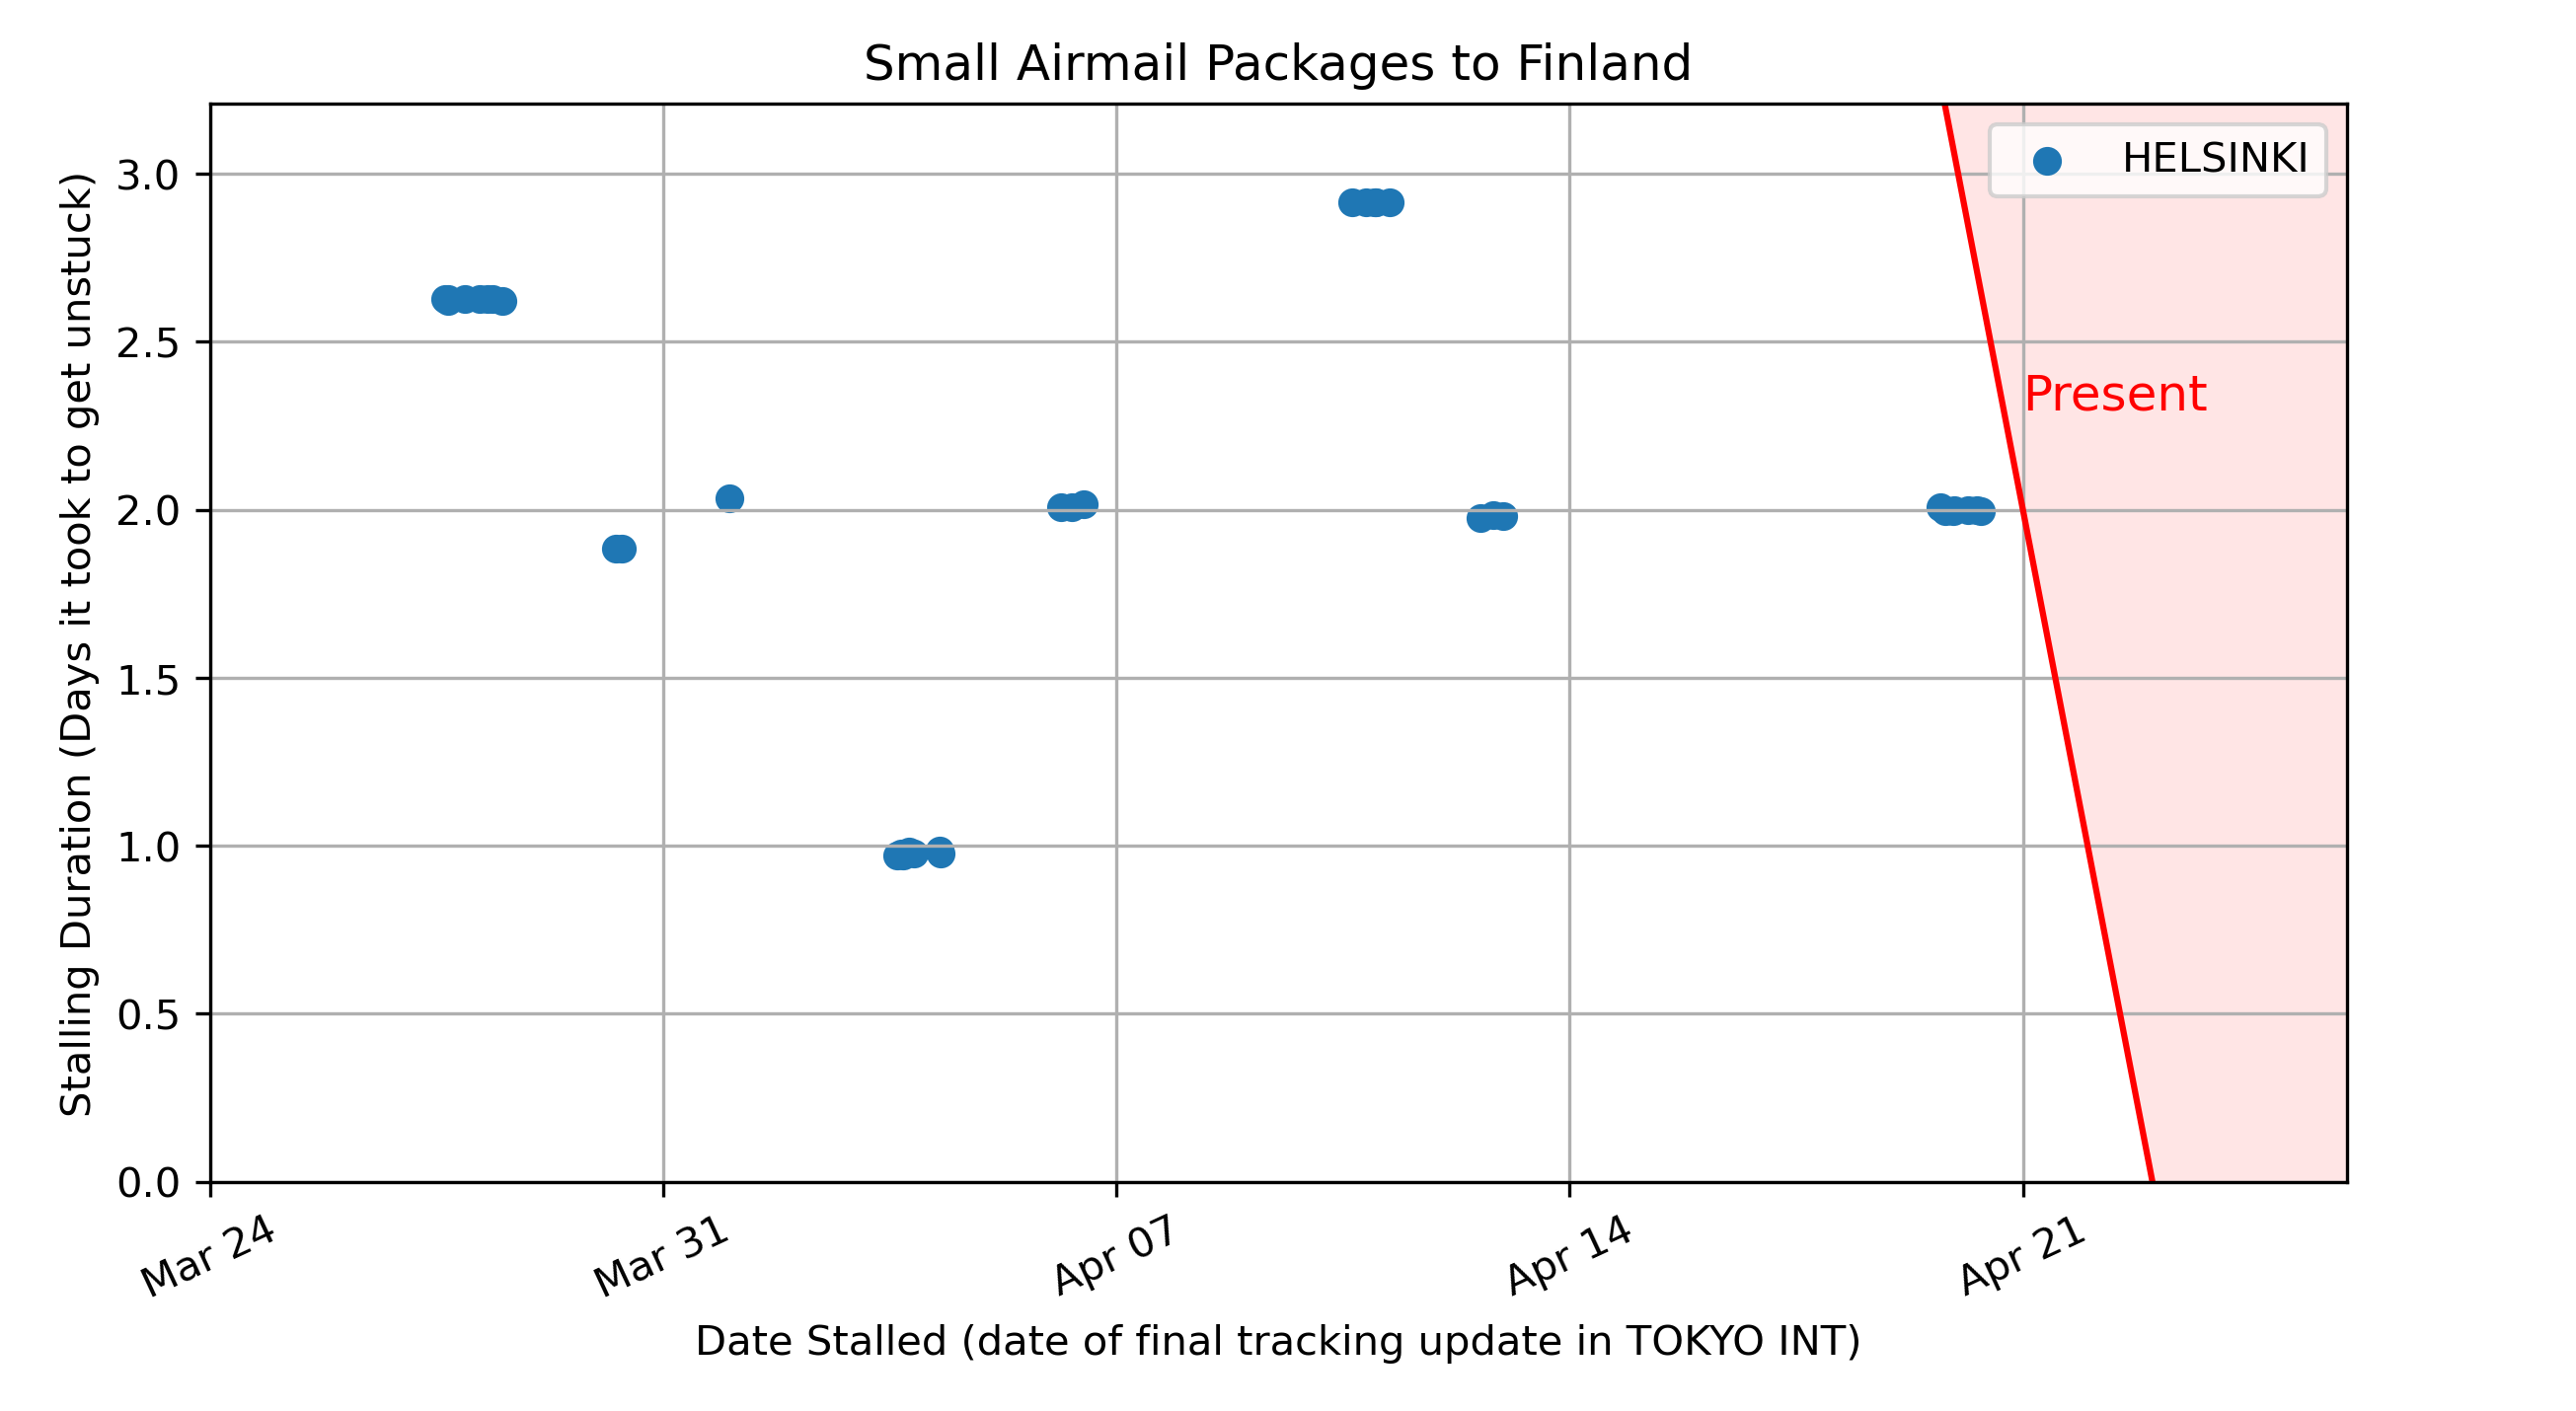 Small Airmail Packages to Finland
HELSINKI
Present
Stalling Duration (Days it took to get unstuck)
3.0
2.5
2.0
1.5
1.0
0.5
0.0
Mar 24
Mar 31
Apr 07
Apr 14
Apr 21
Date Stalled (date of final tracking update in TOKYO INT)